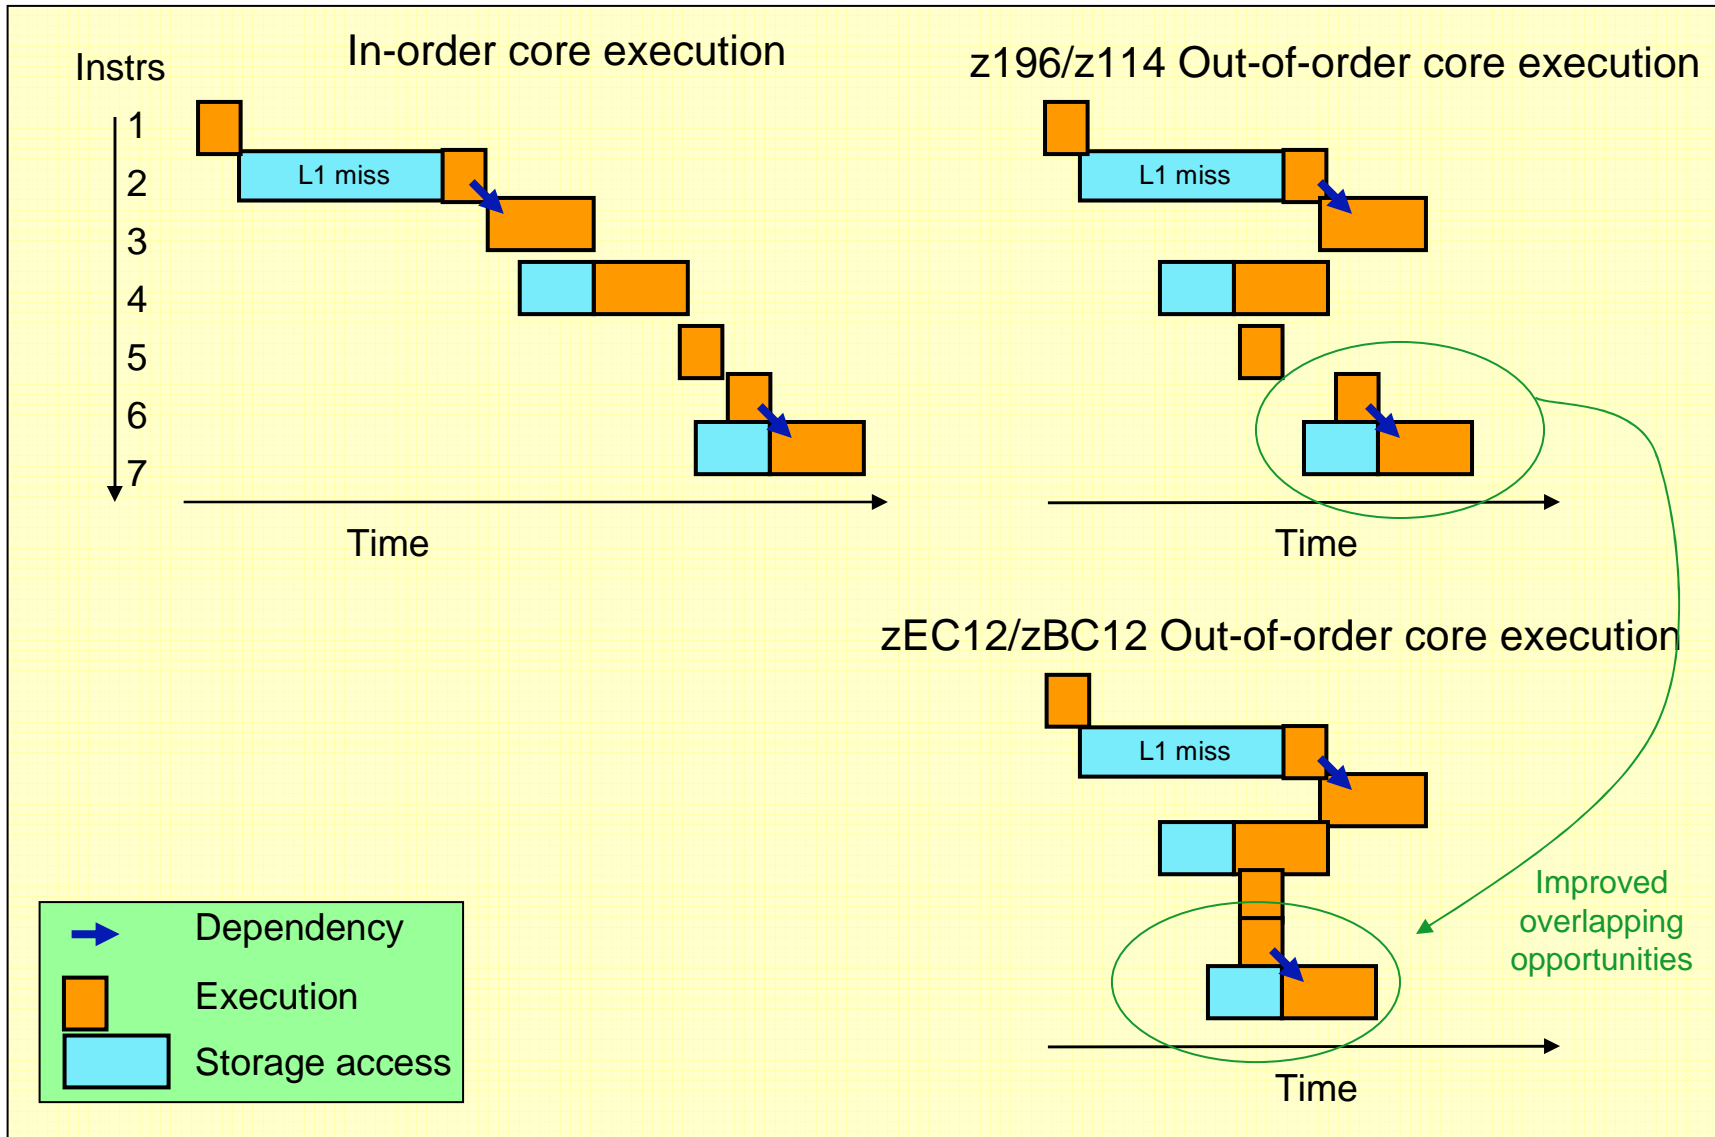 In-order core execution
Instrs
1
L1 miss
2
3
4
5
6
7
Time
z196/z114 Out-of-order core execution
L1 miss
Time
zEC12/zBC12 Out-of-order core execution
L1 miss
Improved
overlapping
opportunities
Time
Dependency
Execution
Storage access